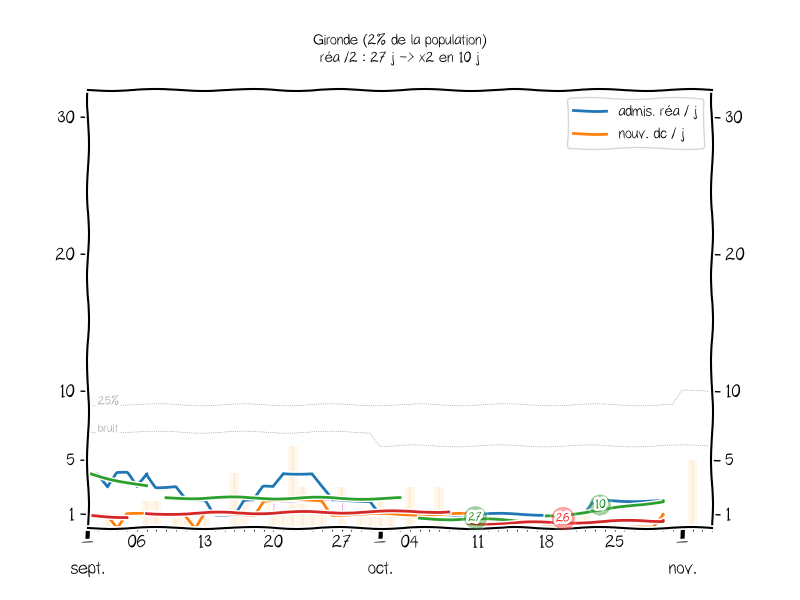 Gironde (2% de la population)
réa /2 : 27 j -> x2 en 10 j
admis. réa / j
nouv. dc / j
30
30
20
20
10
10
25%
bruit
5
5
10
27
26
1
1
06
13
20
27
04
11
18
25
sept.
oct.
nov.